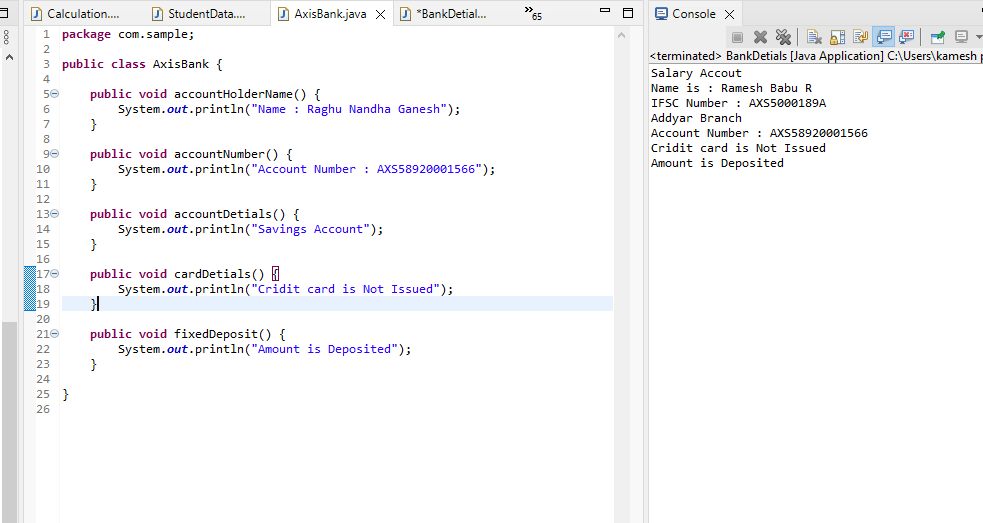 Calculation.... StudentData.... AxisBank.java *BankDetial... 65
1 package com.sample;
2
3 public class AxisBank {
4
5 public void accountHolderName() {
6 System.out.println("Name : Raghu Nandha Ganesh");
7 }
8
9 public void accountNumber() {
10 System.out.println("Account Number : AXS58920001566");
11 }
12
13 public void accountDetials() {
14 System.out.println("Savings Account");
15 }
16
17 public void cardDetials() {
18 System.out.println("Cridit card is Not Issued");
19 }
20
21 public void fixedDeposit() {
22 System.out.println("Amount is Deposited");
23 }
24
25 }
26
Console
<terminated> BankDetials [Java Application] C:\Users\kamesh p
Salary Accout
Name is : Ramesh Babu R
IFSC Number : AXS5000189A
Addyar Branch
Account Number : AXS58920001566
Cridit card is Not Issued
Amount is Deposited